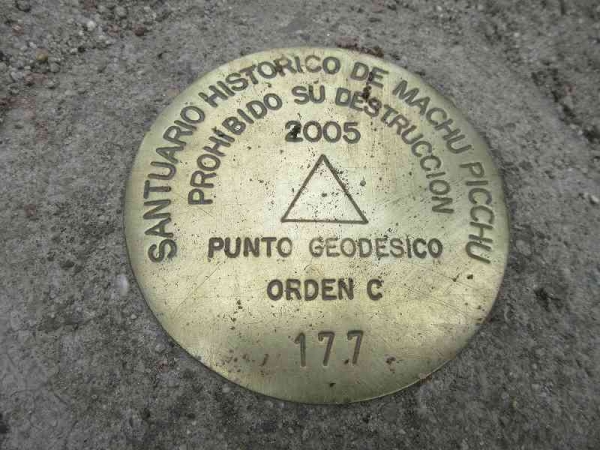 SANTUARIO HISTORICO DE MACHU PICCHU
PROHIBIDO SU DESTRUCCION
2005
PUNTO GEODESICO
ORDEN C
177